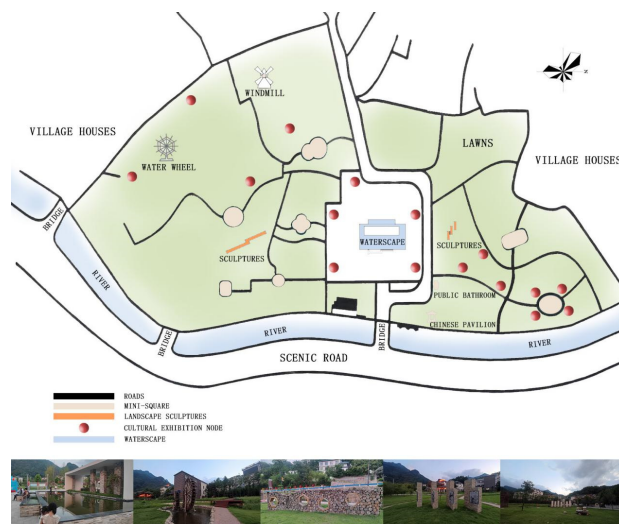 WINDMILL
VILLAGE HOUSES
LAWNS
VILLAGE HOUSES
WATER WHEEL
WATERSCAPE
SCULPTURES
SCULPTURES
BRIDGE
RIVER
PUBLIC BATHROOM
CHINESE PAVILION
BRIDGE
RIVER
BRIDGE
RIVER
SCENIC ROAD
ROADS
MINI-SQUARE
LANDSCAPE SCULPTURES
CULTURAL EXHIBITION NODE
WATERSCAPE